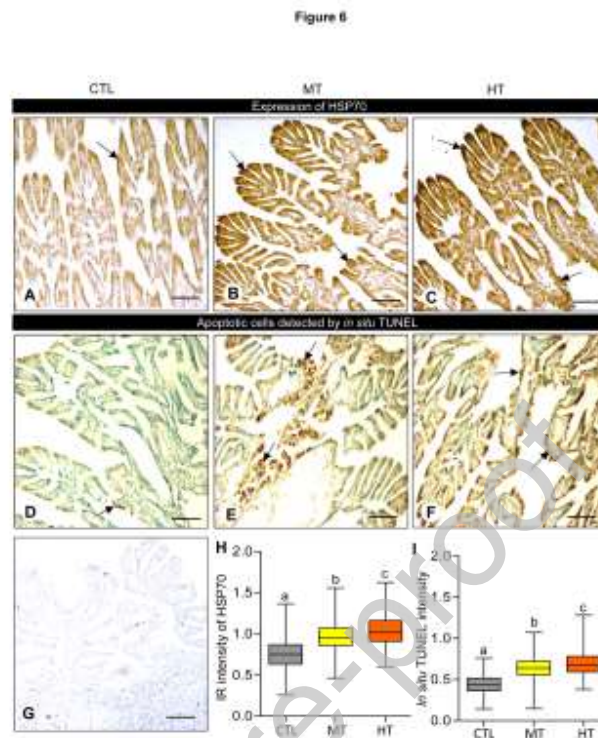 Figure 6
CTL MT HT
Expression of HSP70
A B C
Apoptotic cells detected by in situ TUNEL
D E F
G
H
IR intensity of HSP70
2.0
1.5
1.0
0.5
0.0
a b c
CTL MT HT
I
In situ TUNEL intensity
2.0
1.5
1.0
0.5
0.0
a b c
CTL MT HT
re-proof